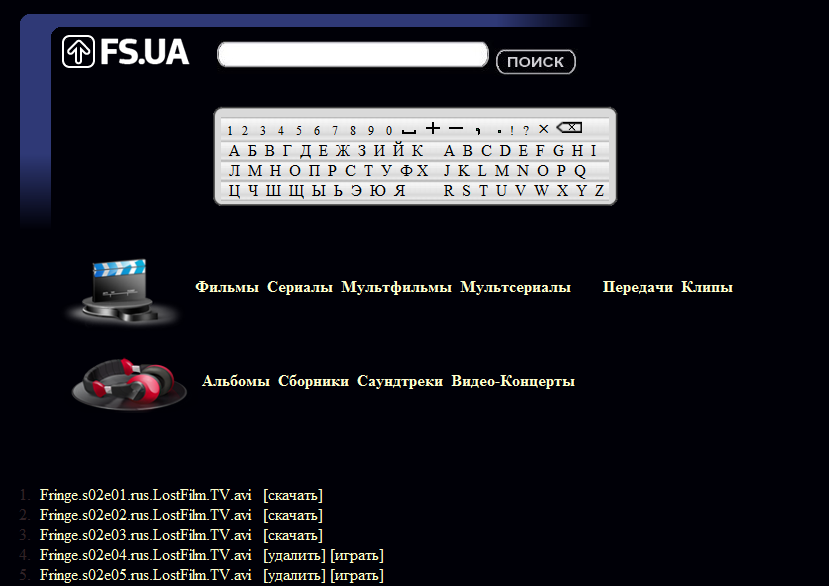 FS.UA ПОИСК
1 2 3 4 5 6 7 8 9 0 ⎵ + − , . ! ? × ⌫
А Б В Г Д Е Ж З И Й К A B C D E F G H I
Л М Н О П Р С Т У Ф Х J K L M N O P Q
Ц Ч Ш Щ Ы Ь Э Ю Я R S T U V W X Y Z
Фильмы Сериалы Мультфильмы Мультсериалы Передачи Клипы
Альбомы Сборники Саундтреки Видео-Концерты
1. Fringe.s02e01.rus.LostFilm.TV.avi [скачать]
2. Fringe.s02e02.rus.LostFilm.TV.avi [скачать]
3. Fringe.s02e03.rus.LostFilm.TV.avi [скачать]
4. Fringe.s02e04.rus.LostFilm.TV.avi [удалить] [играть]
5. Fringe.s02e05.rus.LostFilm.TV.avi [удалить] [играть]